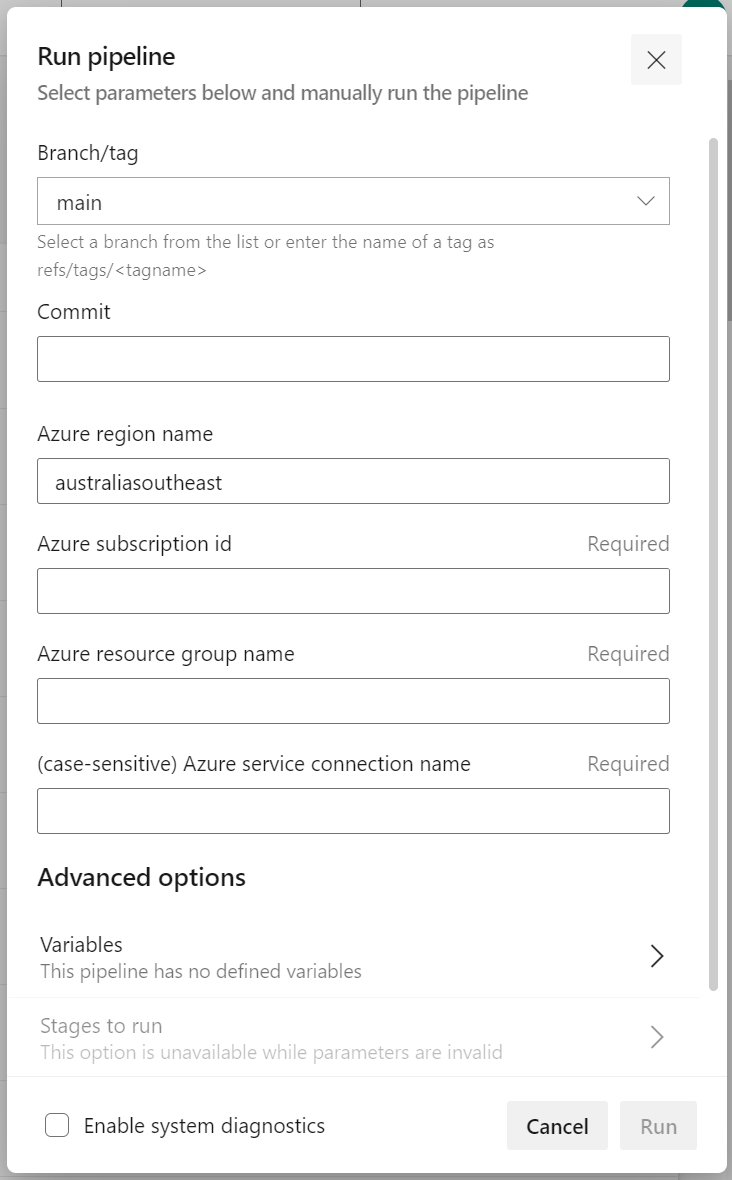 Run pipeline
Select parameters below and manually run the pipeline
Branch/tag
main
Select a branch from the list or enter the name of a tag as
refs/tags/<tagname>
Commit
Azure region name
australiasoutheast
Azure subscription id Required
Azure resource group name Required
(case-sensitive) Azure service connection name Required
Advanced options
Variables
This pipeline has no defined variables
Stages to run
This option is unavailable while parameters are invalid
Enable system diagnostics Cancel Run